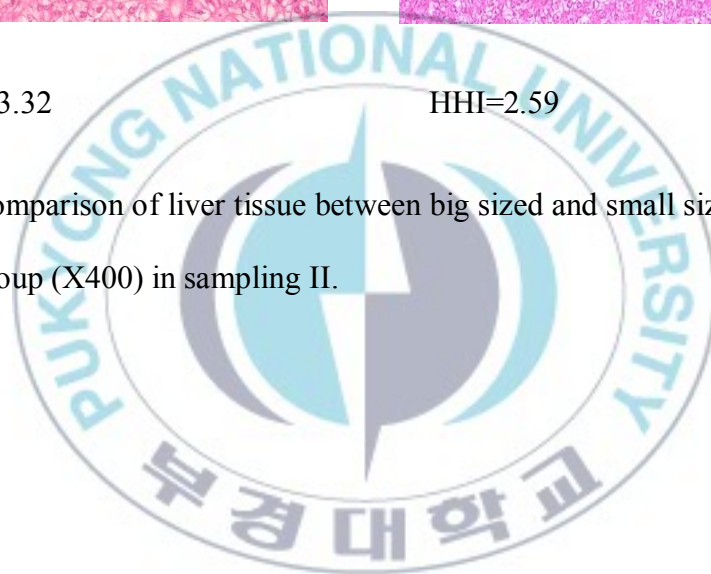 3.32 HHI=2.59
omparison of liver tissue between big sized and small siz
oup (X400) in sampling II.
PUKYONG NATIONAL UNIVERSITY
부경대학교